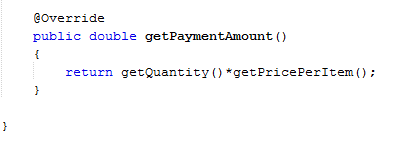 @Override
public double getPaymentAmount()
{
return getQuantity()*getPricePerItem();
}
}